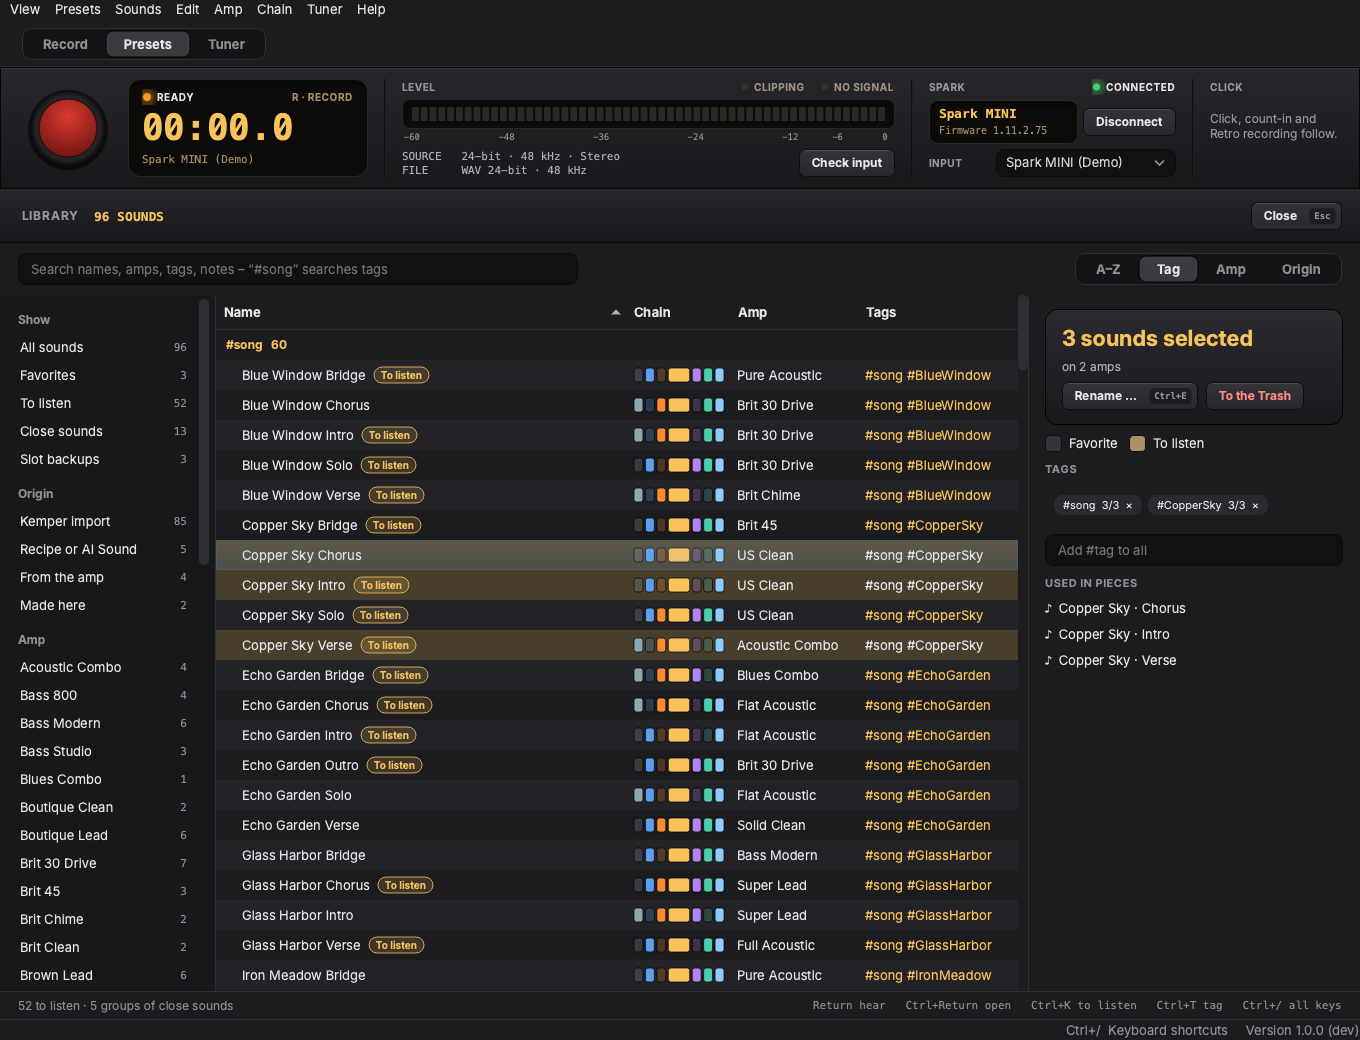 View Presets Sounds Edit Amp Chain Tuner Help
Record Presets Tuner
READY R · RECORD
00:00.0
Spark MINI (Demo)
LEVEL CLIPPING NO SIGNAL
−60 −48 −36 −24 −12 −6 0
SOURCE 24-bit · 48 kHz · Stereo
FILE WAV 24-bit · 48 kHz
Check input
SPARK CONNECTED
Spark MINI
Firmware 1.11.2.75
Disconnect
INPUT Spark MINI (Demo)
CLICK
Click, count-in and
Retro recording follow.
LIBRARY 96 SOUNDS
Close Esc
Search names, amps, tags, notes – “#song” searches tags
A–Z Tag Amp Origin
Show
All sounds 96
Favorites 3
To listen 52
Close sounds 13
Slot backups 3
Origin
Kemper import 85
Recipe or AI Sound 5
From the amp 4
Made here 2
Amp
Acoustic Combo 4
Bass 800 4
Bass Modern 6
Bass Studio 3
Blues Combo 1
Boutique Clean 2
Boutique Lead 6
Brit 30 Drive 7
Brit 45 3
Brit Chime 2
Brit Clean 2
Brown Lead 6
Name Chain Amp Tags
#song 60
Blue Window Bridge To listen Pure Acoustic #song #BlueWindow
Blue Window Chorus Brit 30 Drive #song #BlueWindow
Blue Window Intro To listen Brit 30 Drive #song #BlueWindow
Blue Window Solo To listen Brit 30 Drive #song #BlueWindow
Blue Window Verse To listen Brit Chime #song #BlueWindow
Copper Sky Bridge To listen Brit 45 #song #CopperSky
Copper Sky Chorus US Clean #song #CopperSky
Copper Sky Intro To listen US Clean #song #CopperSky
Copper Sky Solo To listen US Clean #song #CopperSky
Copper Sky Verse To listen Acoustic Combo #song #CopperSky
Echo Garden Bridge To listen Blues Combo #song #EchoGarden
Echo Garden Chorus To listen Flat Acoustic #song #EchoGarden
Echo Garden Intro To listen Flat Acoustic #song #EchoGarden
Echo Garden Outro To listen Brit 30 Drive #song #EchoGarden
Echo Garden Solo Flat Acoustic #song #EchoGarden
Echo Garden Verse Solid Clean #song #EchoGarden
Glass Harbor Bridge Bass Modern #song #GlassHarbor
Glass Harbor Chorus To listen Super Lead #song #GlassHarbor
Glass Harbor Intro Super Lead #song #GlassHarbor
Glass Harbor Verse To listen Full Acoustic #song #GlassHarbor
Iron Meadow Bridge Pure Acoustic #song #IronMeadow
3 sounds selected
on 2 amps
Rename ... Ctrl+E To the Trash
Favorite To listen
TAGS
#song 3/3 × #CopperSky 3/3 ×
Add #tag to all
USED IN PIECES
♪ Copper Sky · Chorus
♪ Copper Sky · Intro
♪ Copper Sky · Verse
52 to listen · 5 groups of close sounds
Return hear Ctrl+Return open Ctrl+K to listen Ctrl+T tag Ctrl+/ all keys
Ctrl+/ Keyboard shortcuts Version 1.0.0 (dev)